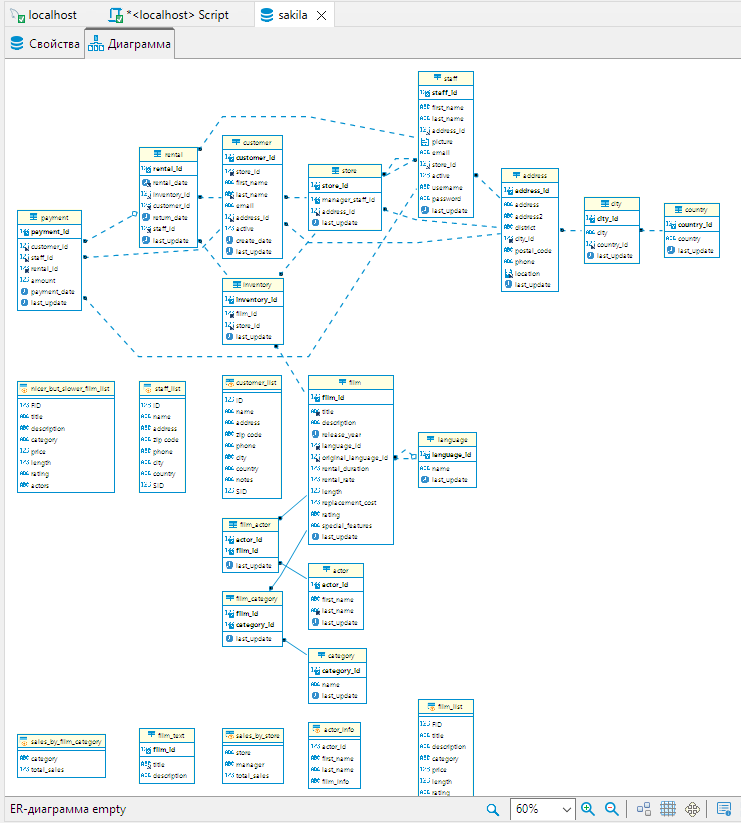 localhost
*<localhost> Script
sakila
Свойства
Диаграмма
staff
staff_id
first_name
last_name
address_id
picture
email
store_id
active
username
password
last_update
rental
rental_id
rental_date
inventory_id
customer_id
return_date
staff_id
last_update
customer
customer_id
store_id
first_name
last_name
email
address_id
active
create_date
last_update
store
store_id
manager_staff_id
address_id
last_update
address
address_id
address
address2
district
city_id
postal_code
phone
location
last_update
city
city_id
city
country_id
last_update
country
country_id
country
last_update
payment
payment_id
customer_id
staff_id
rental_id
amount
payment_date
last_update
inventory
inventory_id
film_id
store_id
last_update
nicer_but_slower_film_list
FID
title
description
category
price
length
rating
actors
staff_list
ID
name
address
zip code
phone
city
country
SID
customer_list
ID
name
address
zip code
phone
city
country
notes
SID
film
film_id
title
description
release_year
language_id
original_language_id
rental_duration
rental_rate
length
replacement_cost
rating
special_features
last_update
language
language_id
name
last_update
film_actor
actor_id
film_id
last_update
actor
actor_id
first_name
last_name
last_update
film_category
film_id
category_id
last_update
category
category_id
name
last_update
sales_by_film_category
category
total_sales
film_text
film_id
title
description
sales_by_store
store
manager
total_sales
actor_info
actor_id
first_name
last_name
film_info
film_list
FID
title
description
category
price
length
rating
ER-диаграмма empty
60%